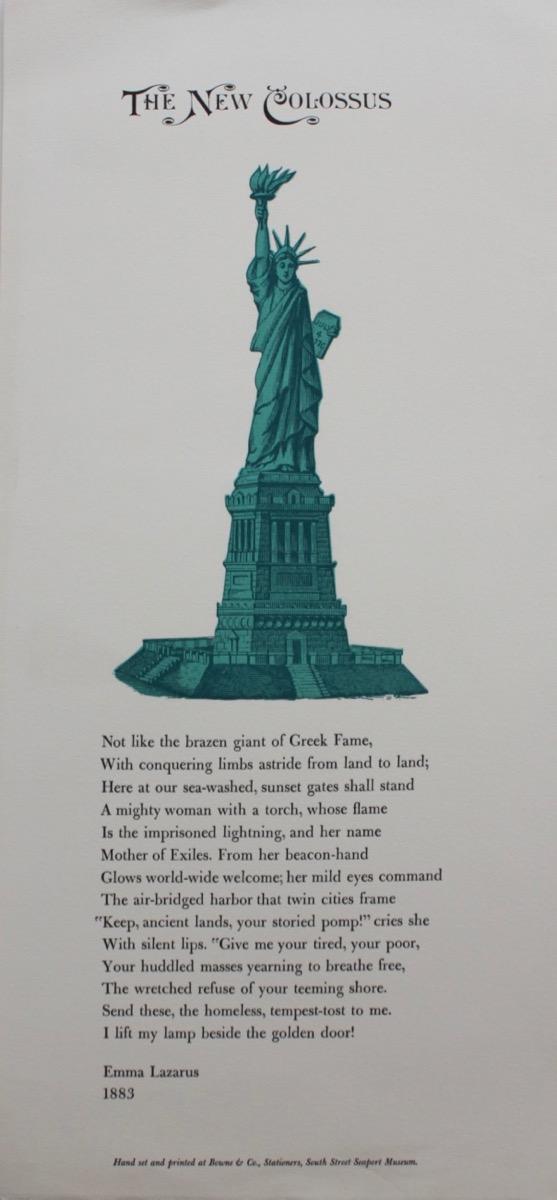 The New Colossus
JULY
4
1776
Not like the brazen giant of Greek Fame,
With conquering limbs astride from land to land;
Here at our sea-washed, sunset gates shall stand
A mighty woman with a torch, whose flame
Is the imprisoned lightning, and her name
Mother of Exiles. From her beacon-hand
Glows world-wide welcome; her mild eyes command
The air-bridged harbor that twin cities frame
"Keep, ancient lands, your storied pomp!" cries she
With silent lips. "Give me your tired, your poor,
Your huddled masses yearning to breathe free,
The wretched refuse of your teeming shore.
Send these, the homeless, tempest-tost to me.
I lift my lamp beside the golden door!
Emma Lazarus
1883
Hand set and printed at Bowne & Co., Stationers, South Street Seaport Museum.